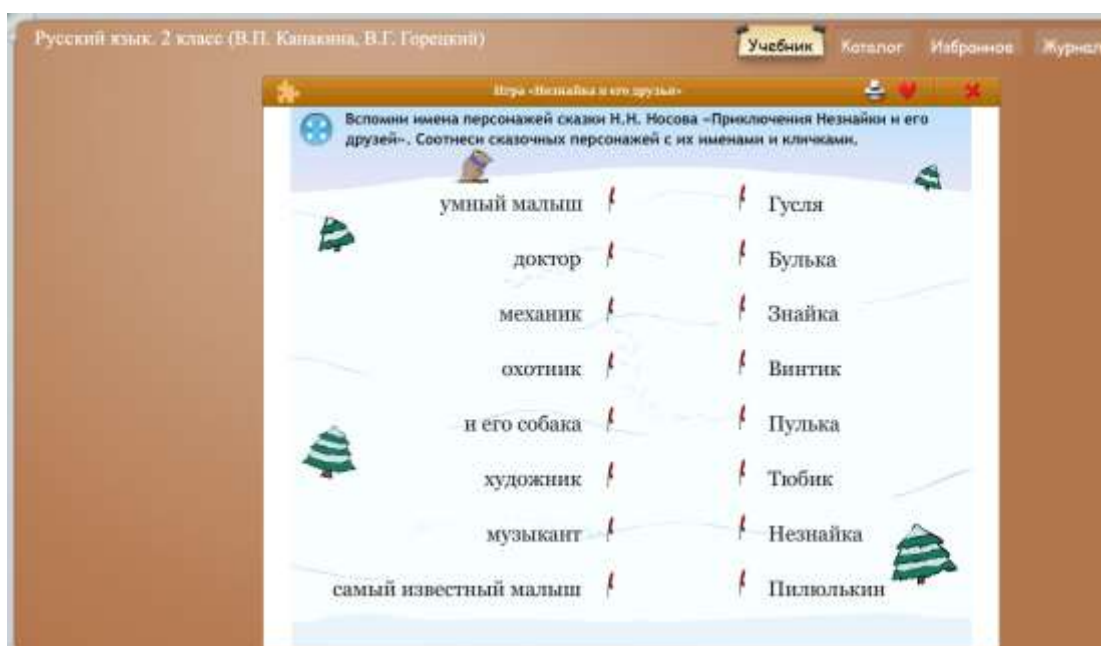 Русский язык. 2 класс (В.П. Канакина, В.Г. Горецкий)
Учебник Каталог Избранное Журнал
Игра «Незнайка и его друзья»
Вспомни имена персонажей сказки Н.Н. Носова «Приключения Незнайки и его
друзей». Соотнеси сказочных персонажей с их именами и кличками.
умный малыш Гусля
доктор Булька
механик Знайка
охотник Винтик
и его собака Пулька
художник Тюбик
музыкант Незнайка
самый известный малыш Пилюлькин